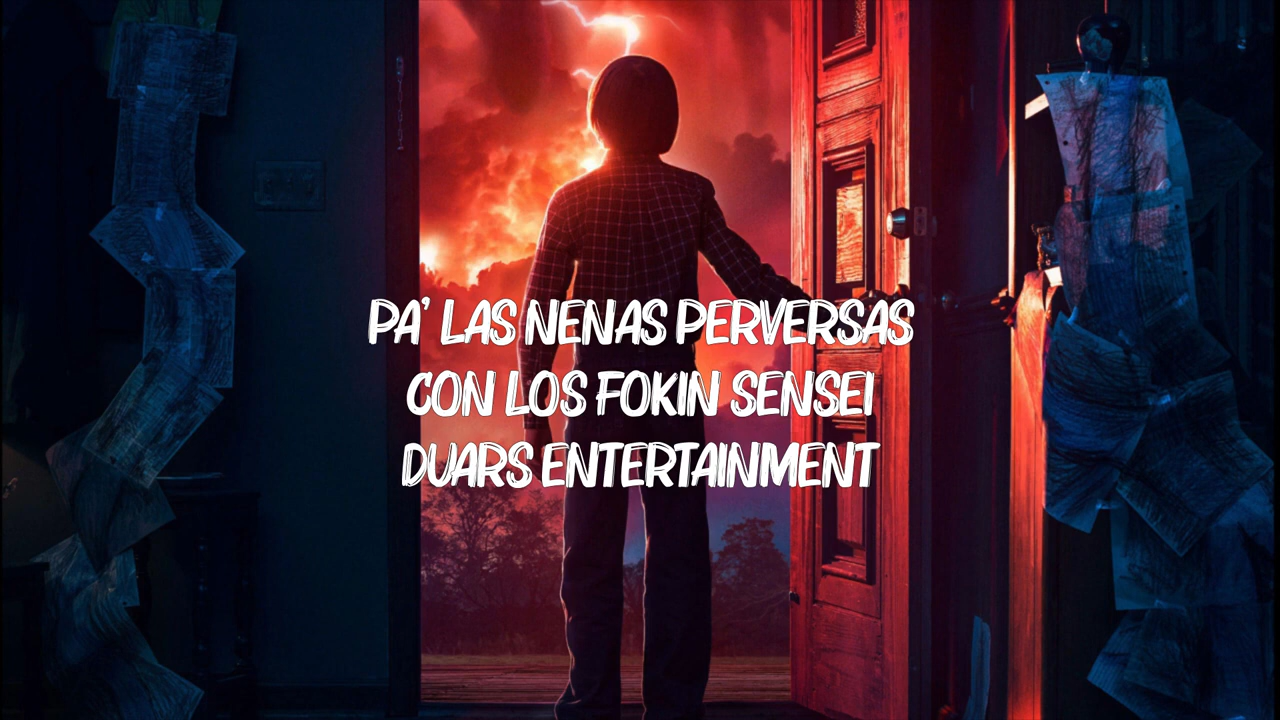 PA' LAS NENAS PERVERSAS
CON LOS FOKIN SENSEI
DUARS ENTERTAINMENT